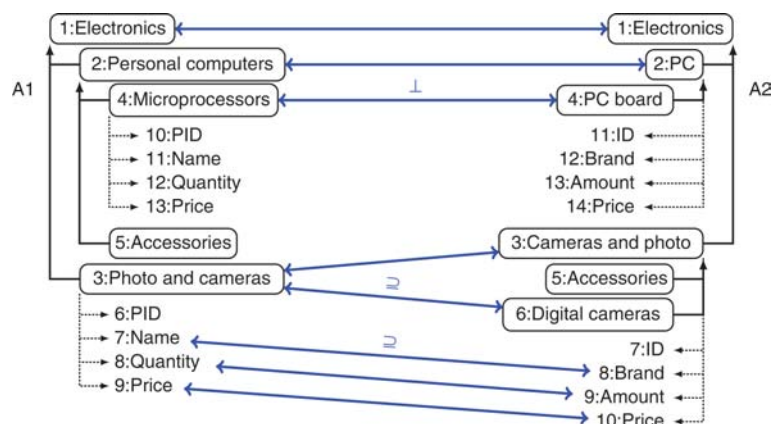 1:Electronics 1:Electronics
2:Personal computers 2:PC
A1 A2
4:Microprocessors ⊥ 4:PC board
10:PID 11:ID
11:Name 12:Brand
12:Quantity 13:Amount
13:Price 14:Price
5:Accessories 3:Cameras and photo
3:Photo and cameras ⊇ 5:Accessories
6:PID 6:Digital cameras
7:Name ⊇ 7:ID
8:Quantity 8:Brand
9:Price 9:Amount
10:Price